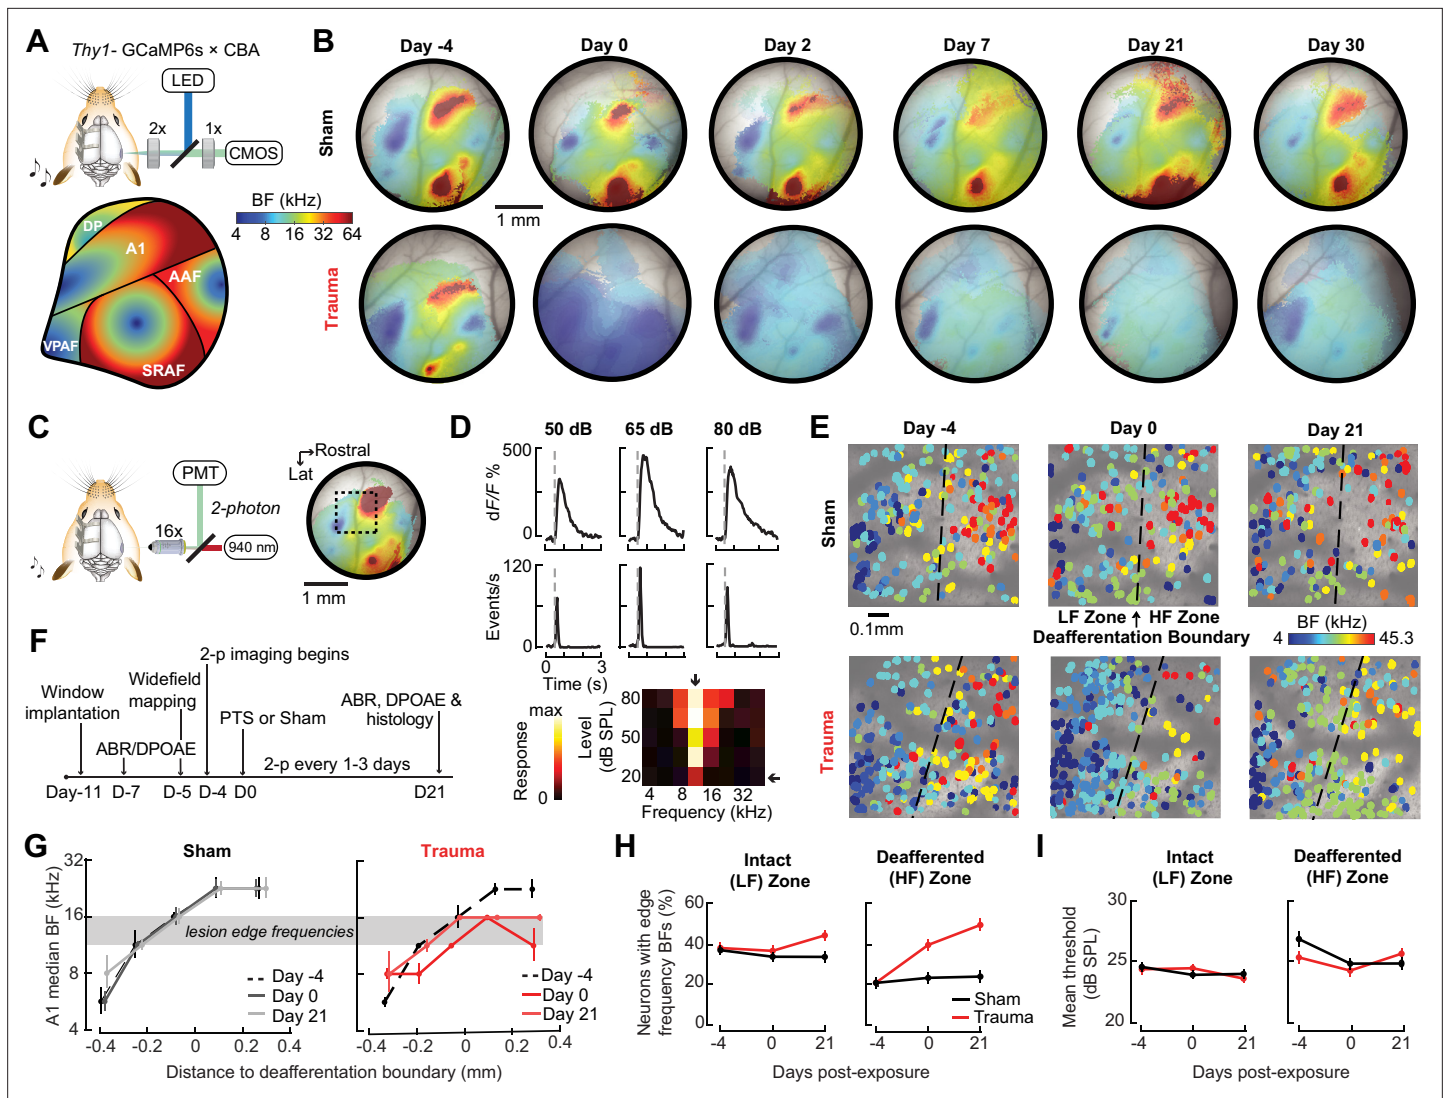 A
Thy1- GCaMP6s × CBA
LED
2x
1x
CMOS
BF (kHz)
4 8 16 32 64
DP
A1
AAF
VPAF
SRAF
B
Day -4 Day 0 Day 2 Day 7 Day 21 Day 30
Sham
1 mm
Trauma
C
PMT
2-photon
16x
940 nm
Rostral
Lat
1 mm
D
50 dB 65 dB 80 dB
500
dF/F %
0
120
Events/s
0
0 3
Time (s)
max
Response
0
80
50
20
Level
(dB SPL)
4 8 16 32
Frequency (kHz)
E
Day -4 Day 0 Day 21
Sham
0.1mm
LF Zone HF Zone
Deafferentation Boundary
BF (kHz)
4 45.3
Trauma
F
2-p imaging begins
Window
implantation
Widefield
mapping
ABR/DPOAE
PTS or Sham
ABR, DPOAE &
histology
2-p every 1-3 days
Day-11 D-7 D-5 D-4 D0 D21
G
Sham Trauma
A1 median BF (kHz)
32
16
8
4
lesion edge frequencies
Day -4
Day 0
Day 21
Day -4
Day 0
Day 21
-0.4 -0.2 0 0.2 0.4
-0.4 -0.2 0 0.2 0.4
Distance to deafferentation boundary (mm)
H
Intact
(LF) Zone
Deafferented
(HF) Zone
Neurons with edge
frequency BFs (%)
60
40
20
0
Sham
Trauma
-4 0 21
-4 0 21
Days post-exposure
I
Intact
(LF) Zone
Deafferented
(HF) Zone
Mean threshold
(dB SPL)
30
25
20
-4 0 21
-4 0 21
Days post-exposure